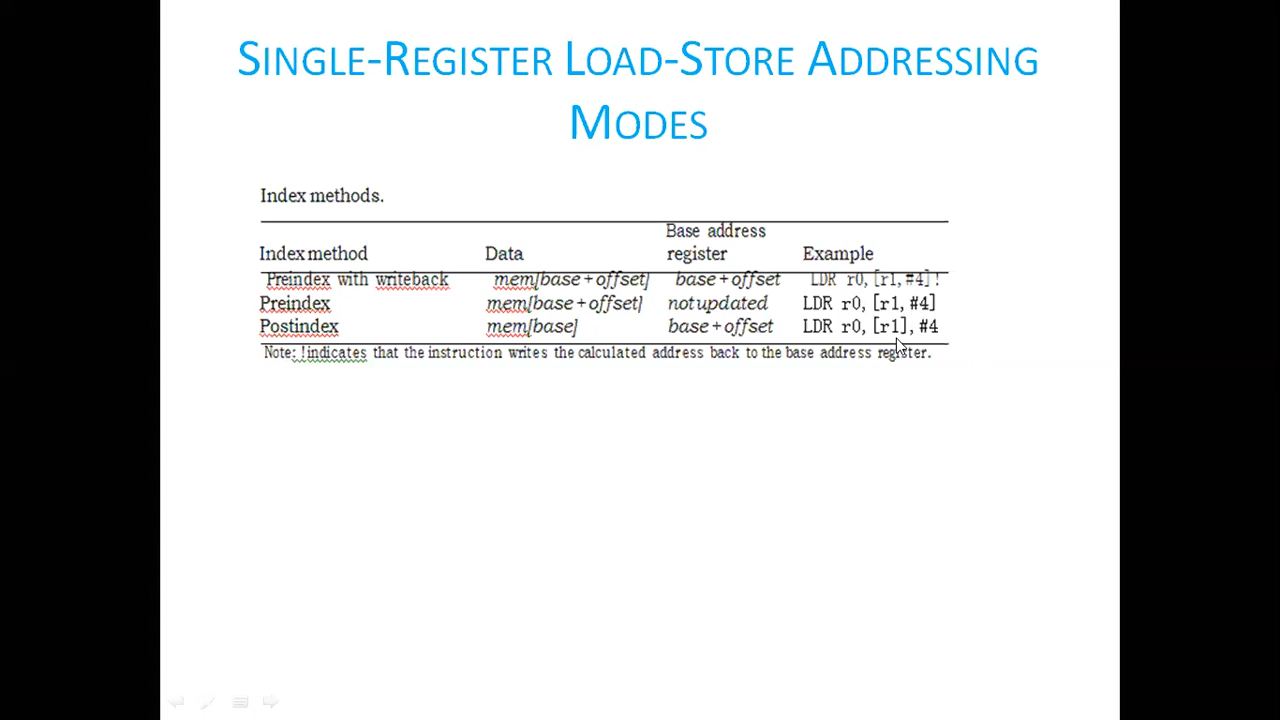 SINGLE-REGISTER LOAD-STORE ADDRESSING
MODES
Index methods.
Base address
Index method Data register Example
Preindex with writeback mem[base + offset] base + offset LDR r0, [r1, #4]!
Preindex mem[base + offset] not updated LDR r0, [r1, #4]
Postindex mem[base] base + offset LDR r0, [r1], #4
Note: ! indicates that the instruction writes the calculated address back to the base address register.